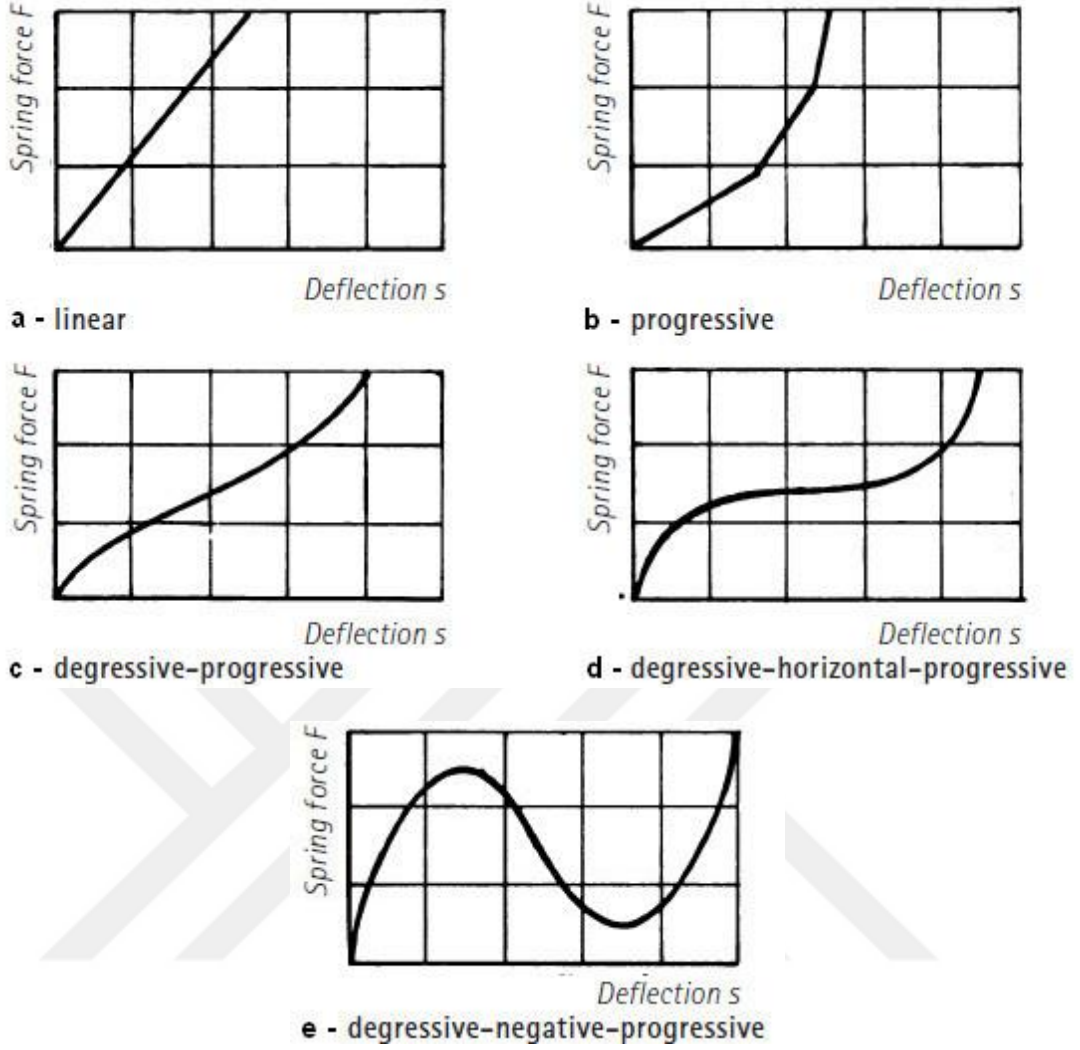 Spring force F
Deflection s
a - linear
Spring force F
Deflection s
b - progressive
Spring force F
Deflection s
c - degressive-progressive
Spring force F
Deflection s
d - degressive-horizontal-progressive
Spring force F
Deflection s
e - degressive-negative-progressive